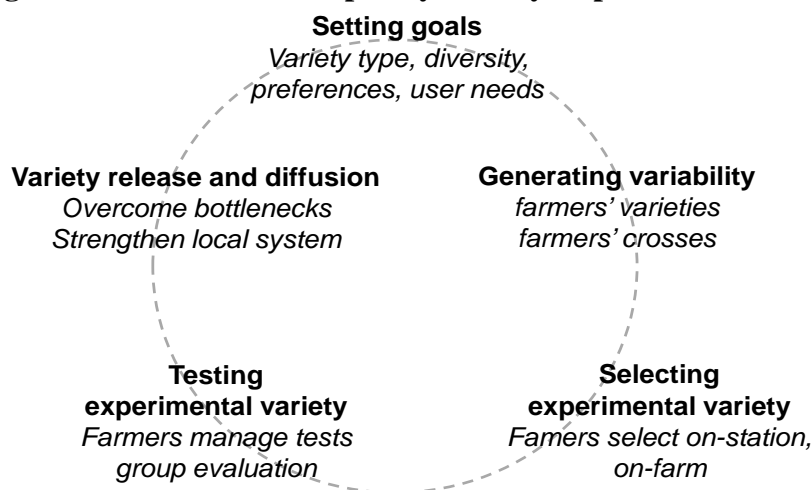 Setting goals
Variety type, diversity,
preferences, user needs
Variety release and diffusion
Overcome bottlenecks
Strengthen local system
Generating variability
farmers’ varieties
farmers’ crosses
Testing
experimental variety
Farmers manage tests
group evaluation
Selecting
experimental variety
Famers select on-station,
on-farm